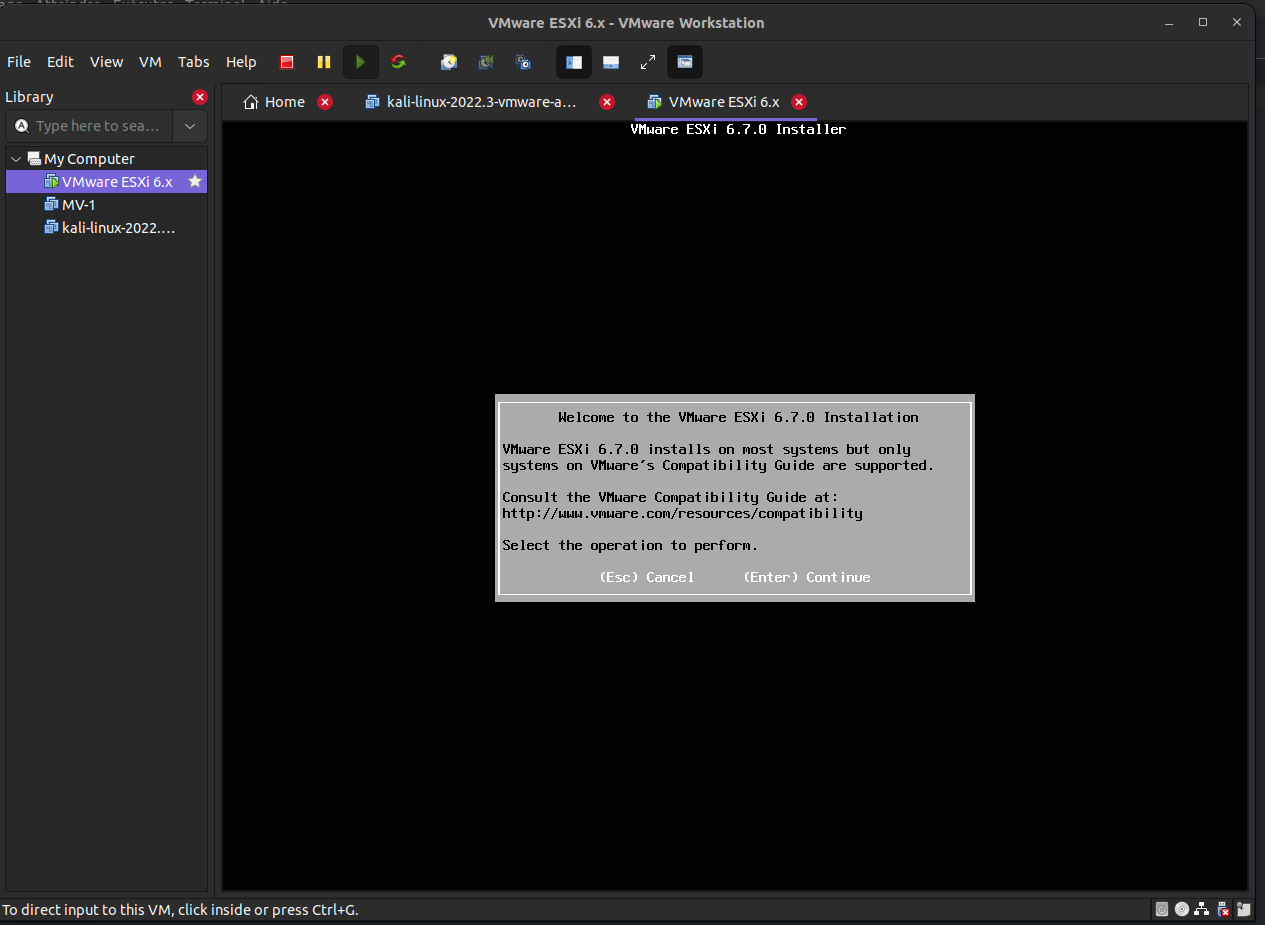 VMware ESXi 6.x - VMware Workstation
File Edit View VM Tabs Help
Library
Type here to sea...
My Computer
VMware ESXi 6.x
MV-1
kali-linux-2022....
Home
kali-linux-2022.3-vmware-a...
VMware ESXi 6.x
VMware ESXi 6.7.0 Installer
Welcome to the VMware ESXi 6.7.0 Installation
VMware ESXi 6.7.0 installs on most systems but only
systems on VMware's Compatibility Guide are supported.
Consult the VMware Compatibility Guide at:
http://www.vmware.com/resources/compatibility
Select the operation to perform.
(Esc) Cancel (Enter) Continue
To direct input to this VM, click inside or press Ctrl+G.